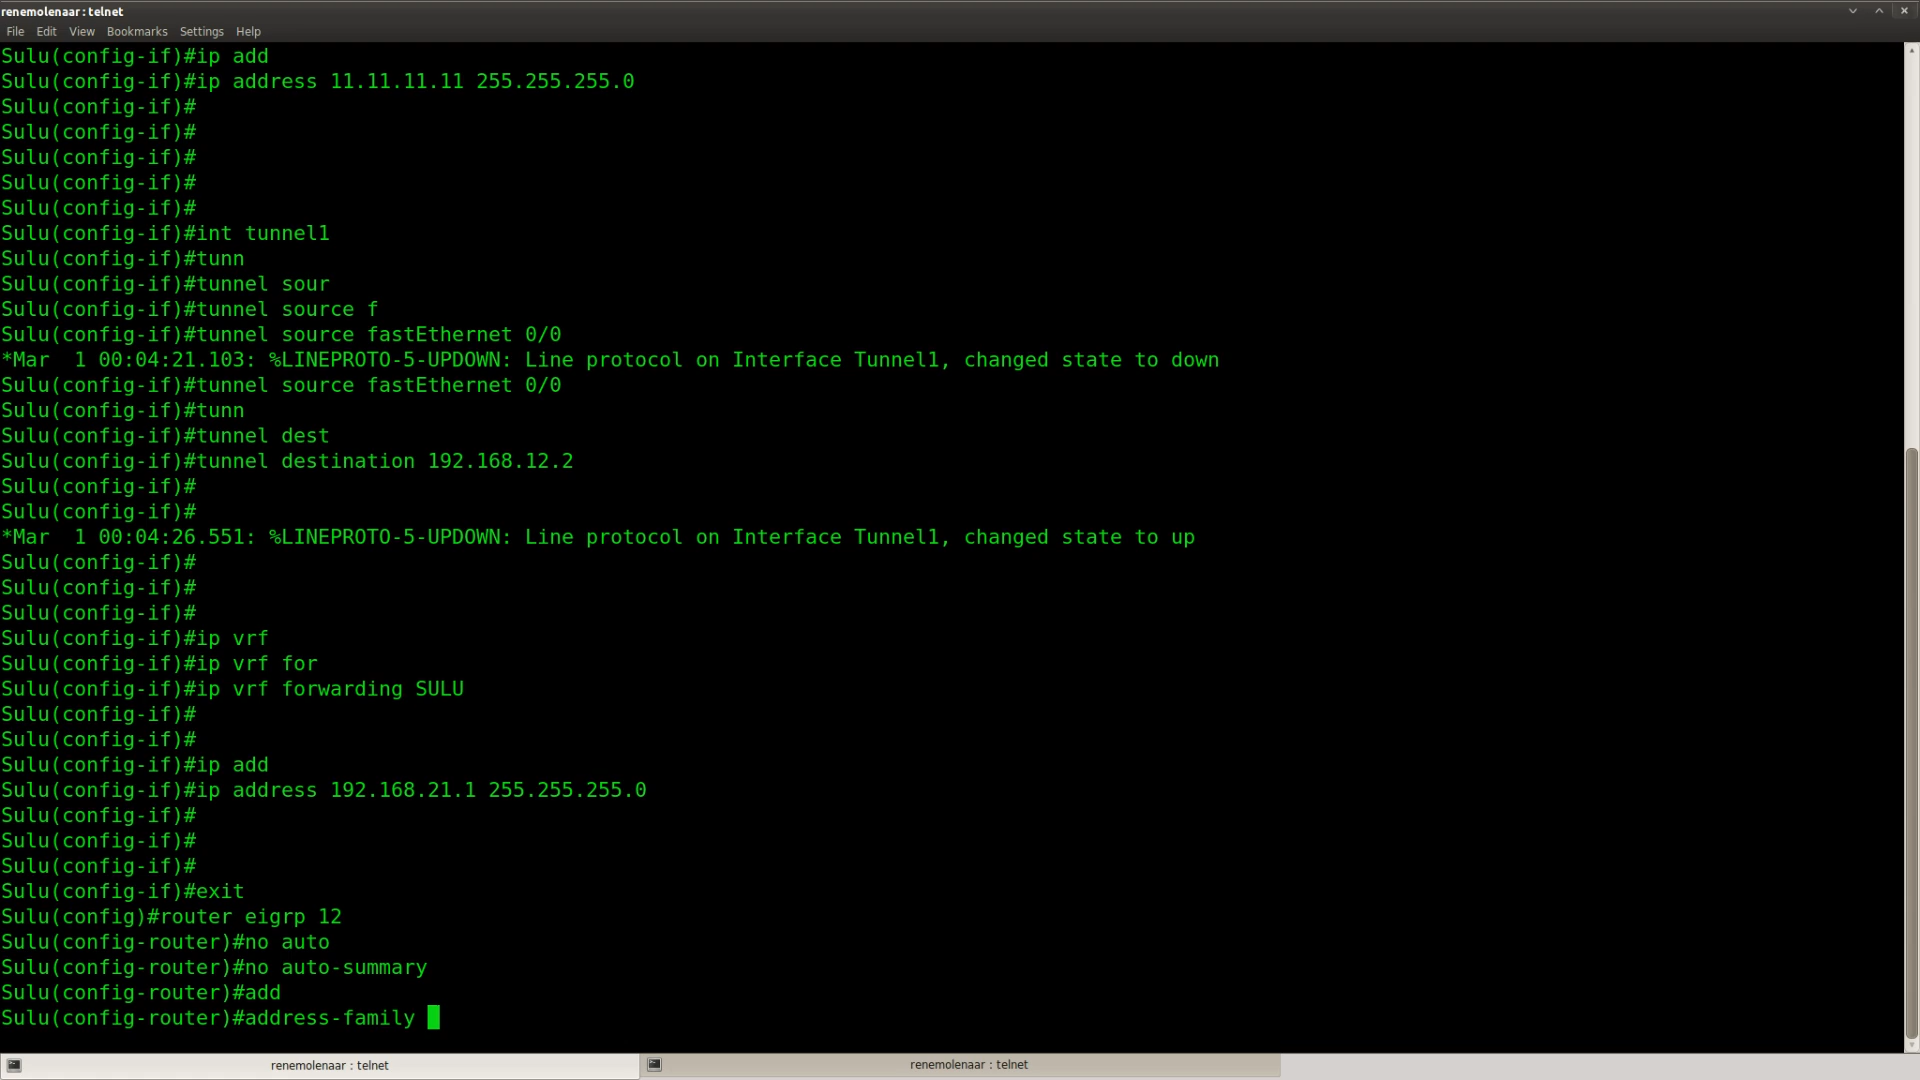 renemolenaar : telnet
File Edit View Bookmarks Settings Help
Sulu(config-if)#ip add
Sulu(config-if)#ip address 11.11.11.11 255.255.255.0
Sulu(config-if)#
Sulu(config-if)#
Sulu(config-if)#
Sulu(config-if)#
Sulu(config-if)#
Sulu(config-if)#int tunnel1
Sulu(config-if)#tunn
Sulu(config-if)#tunnel sour
Sulu(config-if)#tunnel source f
Sulu(config-if)#tunnel source fastEthernet 0/0
*Mar  1 00:04:21.103: %LINEPROTO-5-UPDOWN: Line protocol on Interface Tunnel1, changed state to down
Sulu(config-if)#tunnel source fastEthernet 0/0
Sulu(config-if)#tunn
Sulu(config-if)#tunnel dest
Sulu(config-if)#tunnel destination 192.168.12.2
Sulu(config-if)#
Sulu(config-if)#
*Mar  1 00:04:26.551: %LINEPROTO-5-UPDOWN: Line protocol on Interface Tunnel1, changed state to up
Sulu(config-if)#
Sulu(config-if)#
Sulu(config-if)#
Sulu(config-if)#ip vrf
Sulu(config-if)#ip vrf for
Sulu(config-if)#ip vrf forwarding SULU
Sulu(config-if)#
Sulu(config-if)#
Sulu(config-if)#ip add
Sulu(config-if)#ip address 192.168.21.1 255.255.255.0
Sulu(config-if)#
Sulu(config-if)#
Sulu(config-if)#
Sulu(config-if)#exit
Sulu(config)#router eigrp 12
Sulu(config-router)#no auto
Sulu(config-router)#no auto-summary
Sulu(config-router)#add
Sulu(config-router)#address-family
renemolenaar : telnet
renemolenaar : telnet